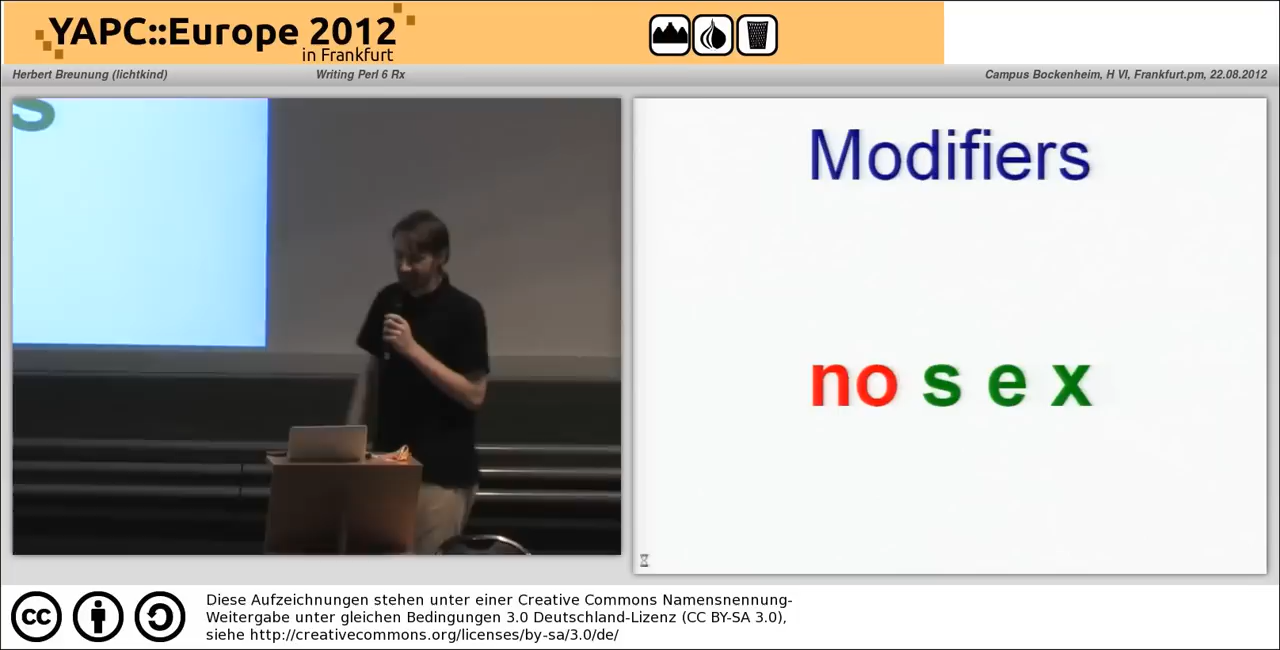 YAPC::Europe 2012
in Frankfurt
Herbert Breunung (lichtkind)
Writing Perl 6 Rx
Campus Bockenheim, H VI, Frankfurt.pm, 22.08.2012
s
Modifiers
no s e x
cc
Diese Aufzeichnungen stehen unter einer Creative Commons Namensnennung-
Weitergabe unter gleichen Bedingungen 3.0 Deutschland-Lizenz (CC BY-SA 3.0),
siehe http://creativecommons.org/licenses/by-sa/3.0/de/